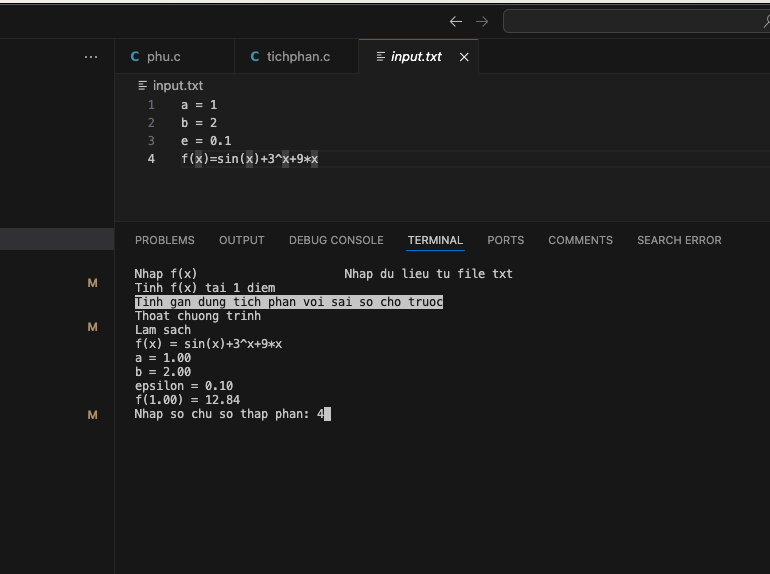 phu.c tichphan.c input.txt
input.txt
1 a = 1
2 b = 2
3 e = 0.1
4 f(x)=sin(x)+3^x+9*x
PROBLEMS OUTPUT DEBUG CONSOLE TERMINAL PORTS COMMENTS SEARCH ERROR
Nhap f(x) Nhap du lieu tu file txt
Tinh f(x) tai 1 diem
Tinh gan dung tich phan voi sai so cho truoc
Thoat chuong trinh
Lam sach
f(x) = sin(x)+3^x+9*x
a = 1.00
b = 2.00
epsilon = 0.10
f(1.00) = 12.84
Nhap so chu so thap phan: 4
M
M
M